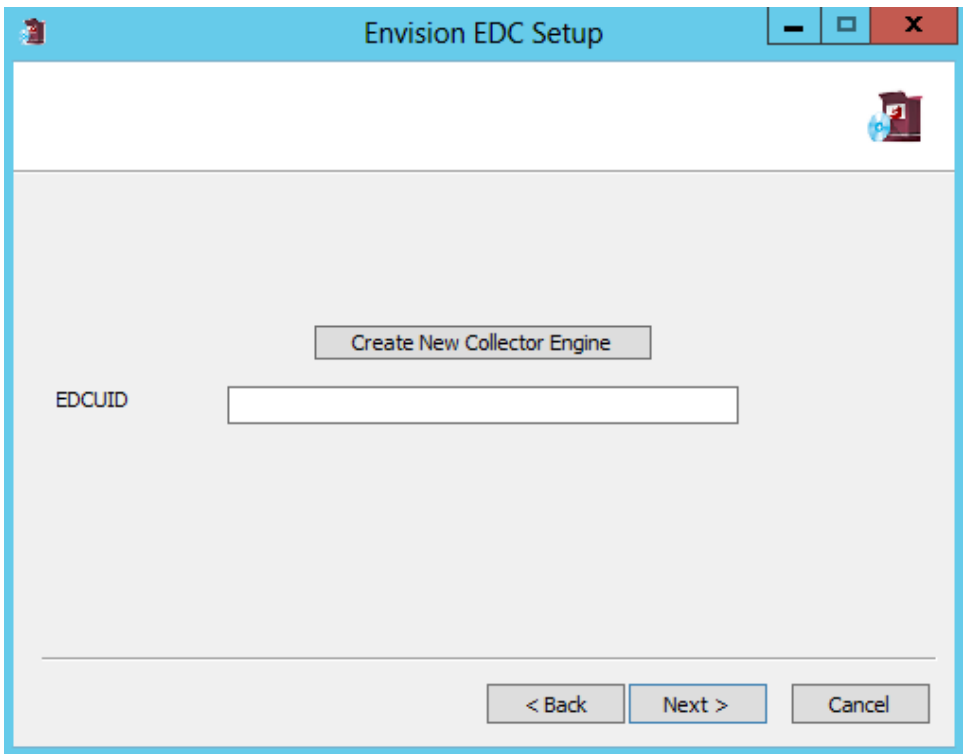 Envision EDC Setup
Create New Collector Engine
EDCUID
< Back
Next >
Cancel